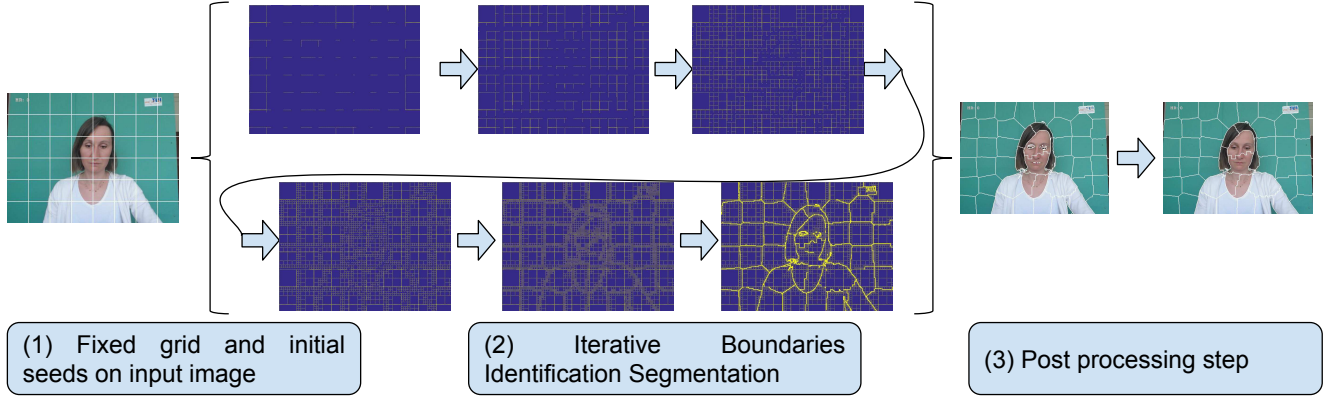 (1) Fixed grid and initial
seeds on input image
(2) Iterative Boundaries
Identification Segmentation
(3) Post processing step